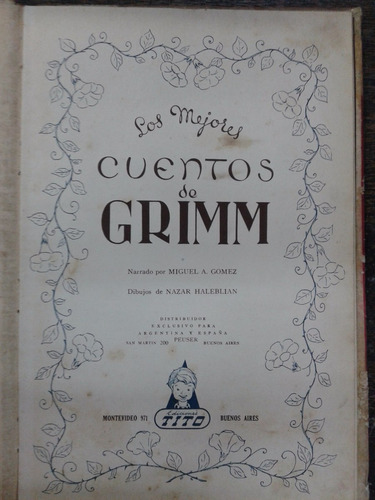 Los Mejores
CUENTOS
de
GRIMM
Narrado por MIGUEL A. GOMEZ
Dibujos de NAZAR HALEBLIAN
DISTRIBUIDOR
EXCLUSIVO PARA
ARGENTINA Y ESPAÑA
SAN MARTIN 200 PEUSER BUENOS AIRES
Ediciones
TITO
MONTEVIDEO 971 BUENOS AIRES